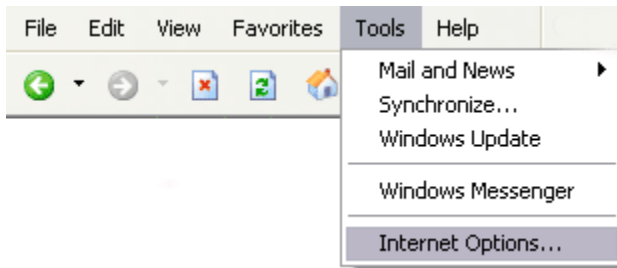 File Edit View Favorites Tools Help
Mail and News
Synchronize...
Windows Update
Windows Messenger
Internet Options...